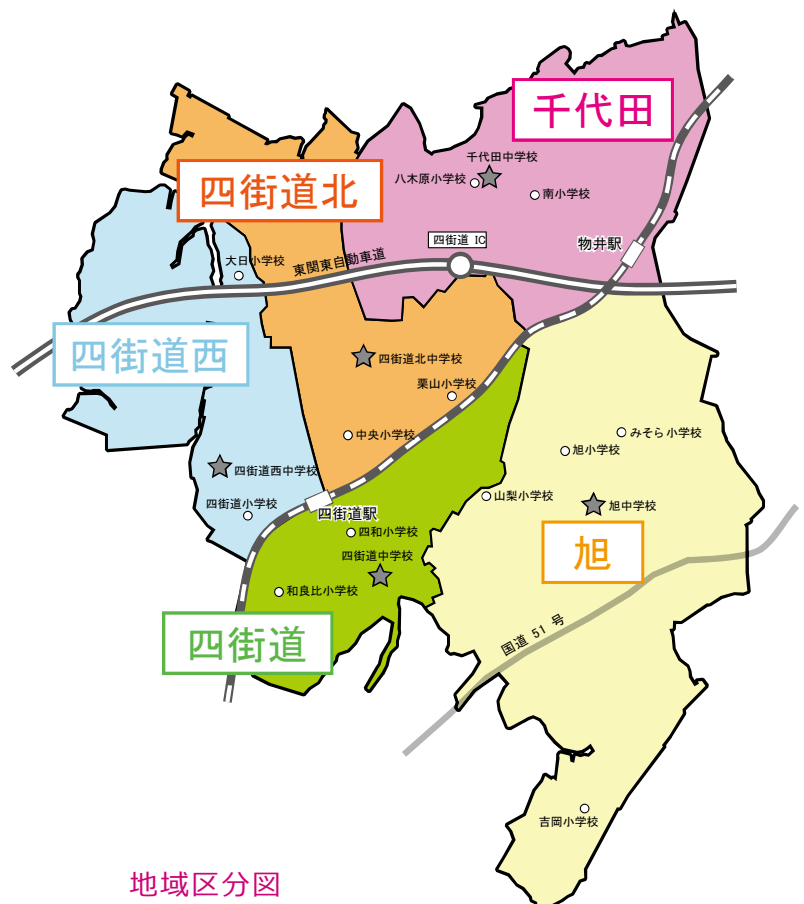 千代田
千代田中学校
八木原小学校
南小学校
四街道北
四街道 IC
物井駅
大日小学校
東関東自動車道
四街道西
四街道北中学校
栗山小学校
中央小学校
みそら小学校
旭小学校
四街道西中学校
四街道小学校
山梨小学校
旭中学校
四街道駅
四和小学校
四街道中学校
旭
和良比小学校
四街道
国道 51 号
吉岡小学校
地域区分図